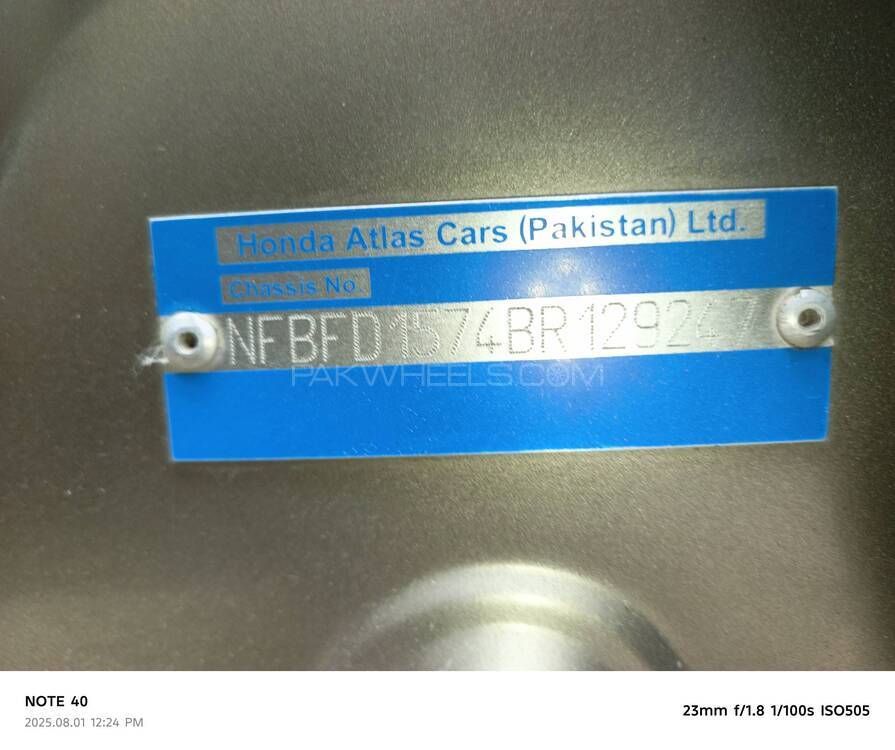 Honda Atlas Cars (Pakistan) Ltd.
Chassis No.
NFBFD1574BR129247
PAKWHEELS.COM
NOTE 40
2025.08.01 12:24 PM
23mm f/1.8 1/100s ISO505